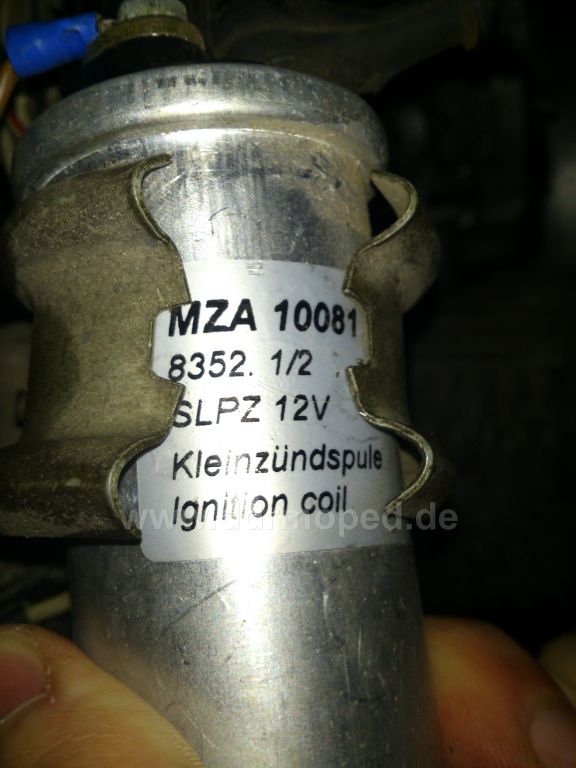 MZA 10081
8352. 1/2
SLPZ 12V
Kleinzündspule
Ignition coil